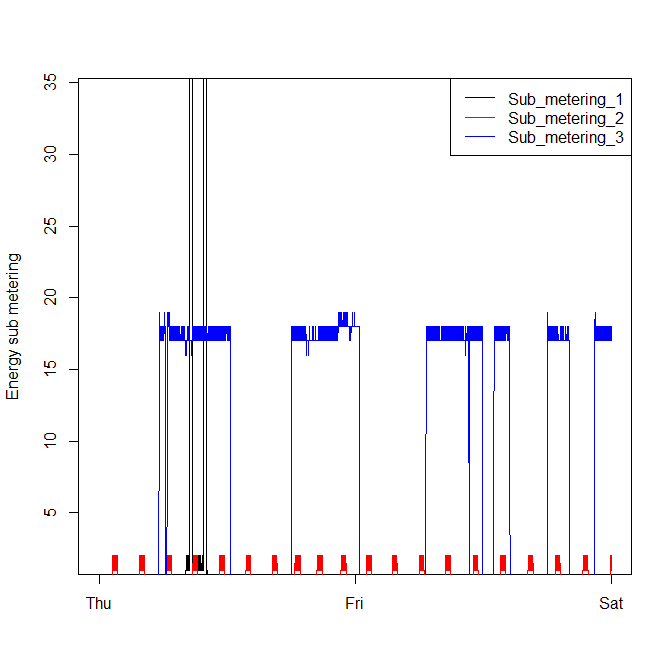 35
30
25
20
15
10
5
Energy sub metering
Sub_metering_1
Sub_metering_2
Sub_metering_3
Thu Fri Sat